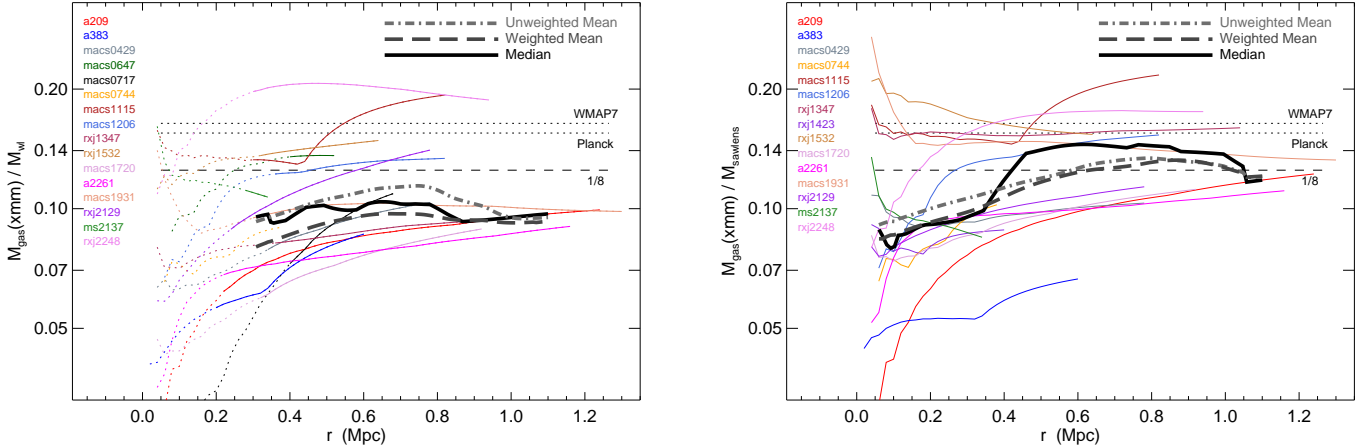 a209
a383
macs0429
macs0647
macs0717
macs0744
macs1115
macs1206
rxj1347
rxj1532
macs1720
a2261
macs1931
rxj2129
ms2137
rxj2248
Unweighted Mean
Weighted Mean
Median
WMAP7
Planck
1/8
0.20
0.14
0.10
0.07
0.05
M_gas(xmm) / M_wl
0.0 0.2 0.4 0.6 0.8 1.0 1.2
r (Mpc)
a209
a383
macs0429
macs0744
macs1115
macs1206
rxj1347
rxj1423
rxj1532
macs1720
a2261
macs1931
rxj2129
ms2137
rxj2248
Unweighted Mean
Weighted Mean
Median
WMAP7
Planck
1/8
0.20
0.14
0.10
0.07
0.05
M_gas(xmm) / M_sawlens
0.0 0.2 0.4 0.6 0.8 1.0 1.2
r (Mpc)